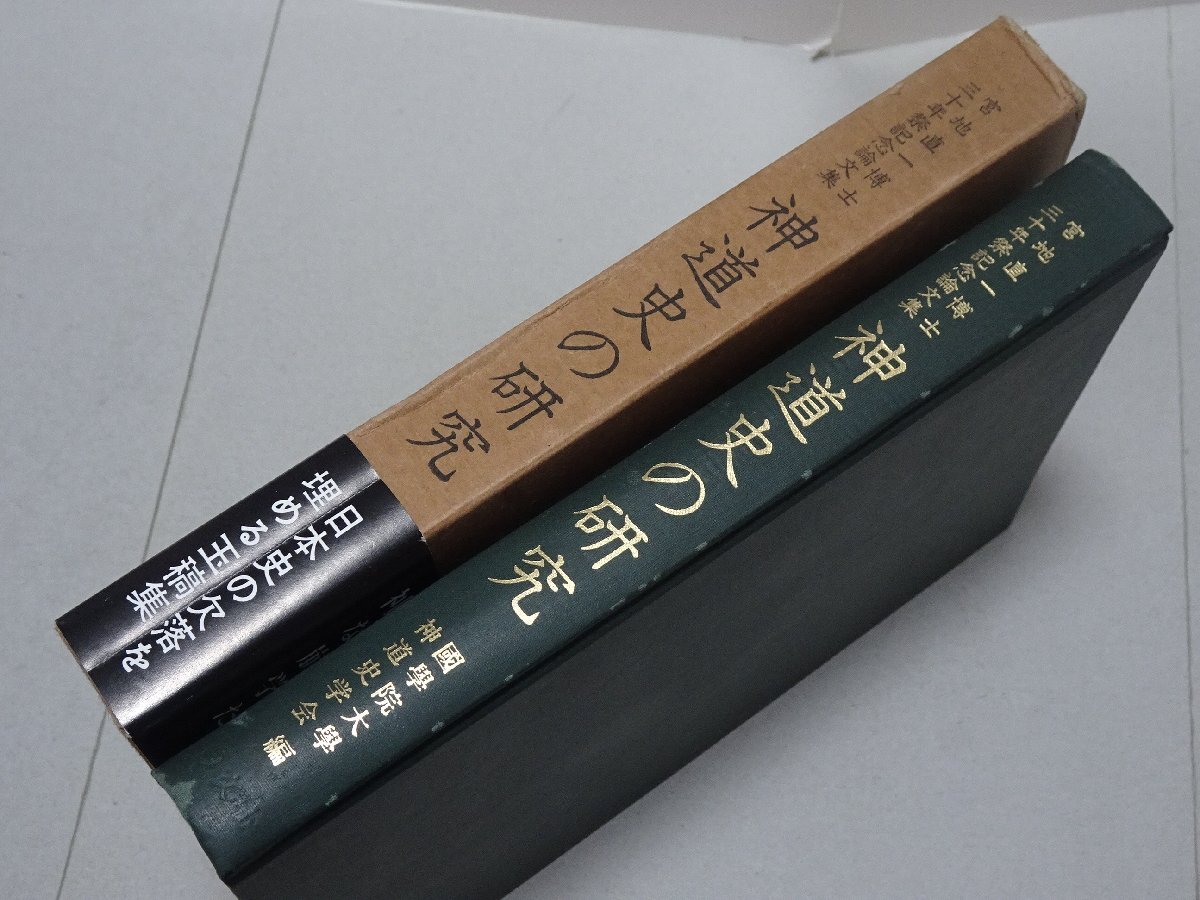 宮地直一博士
三十年祭記念論文集
神道史の研究
日本史の欠落を
埋める玉稿集
宮地直一博士
三十年祭記念論文集
神道史の研究
國學院大學
神道史学会
編